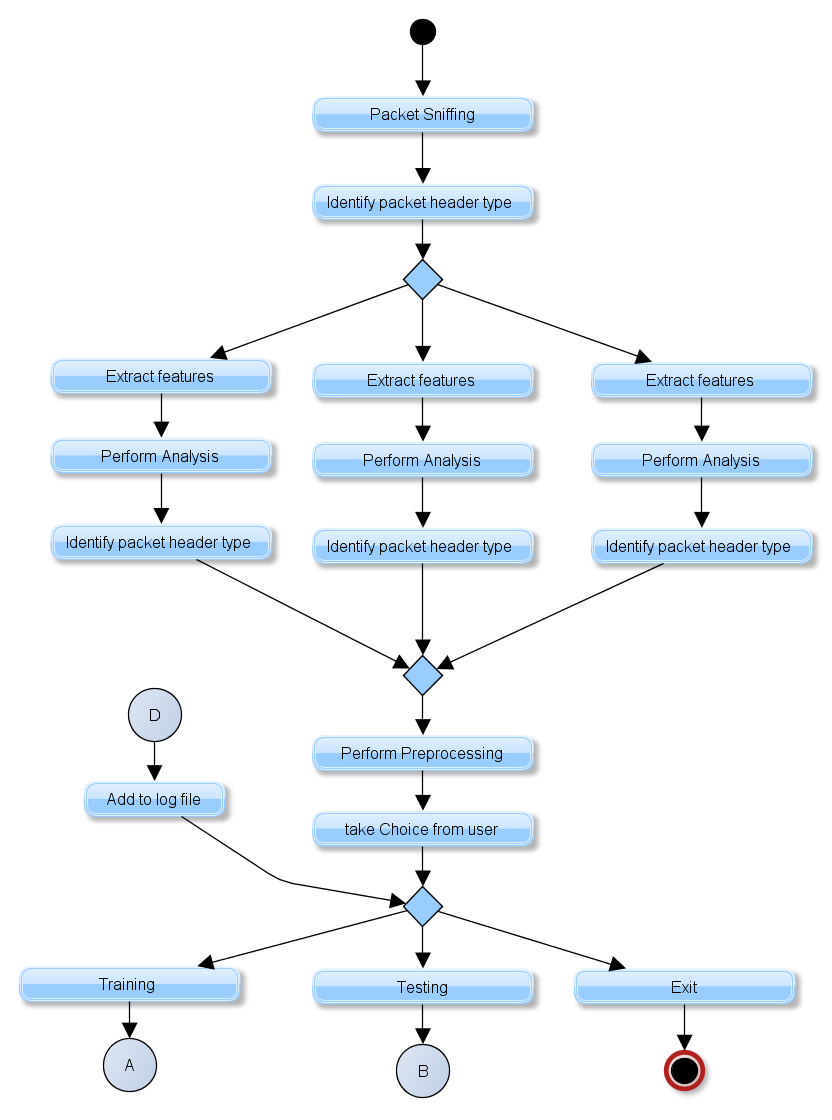 Packet Sniffing
Identify packet header type
Extract features
Extract features
Extract features
Perform Analysis
Perform Analysis
Perform Analysis
Identify packet header type
Identify packet header type
Identify packet header type
D
Perform Preprocessing
Add to log file
take Choice from user
Training
Testing
Exit
A
B